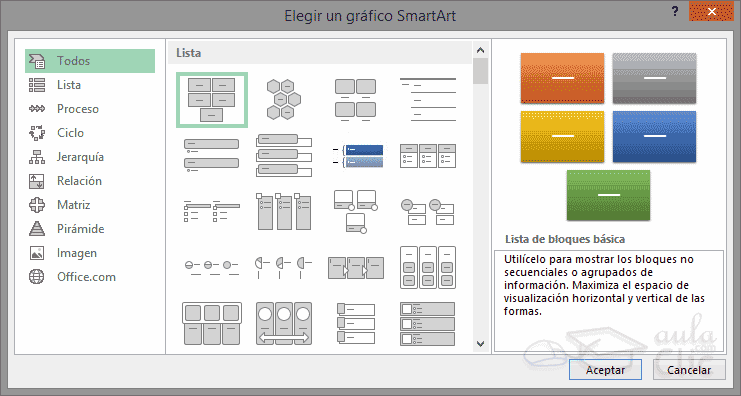 Elegir un gráfico SmartArt
?
Todos
Lista
Proceso
Ciclo
Jerarquía
Relación
Matriz
Pirámide
Imagen
Office.com
Lista
Lista de bloques básica
Utilícelo para mostrar los bloques no
secuenciales o agrupados de
información. Maximiza el espacio de
visualización horizontal y vertical de las
formas.
aula
Clic
.com
Aceptar
Cancelar